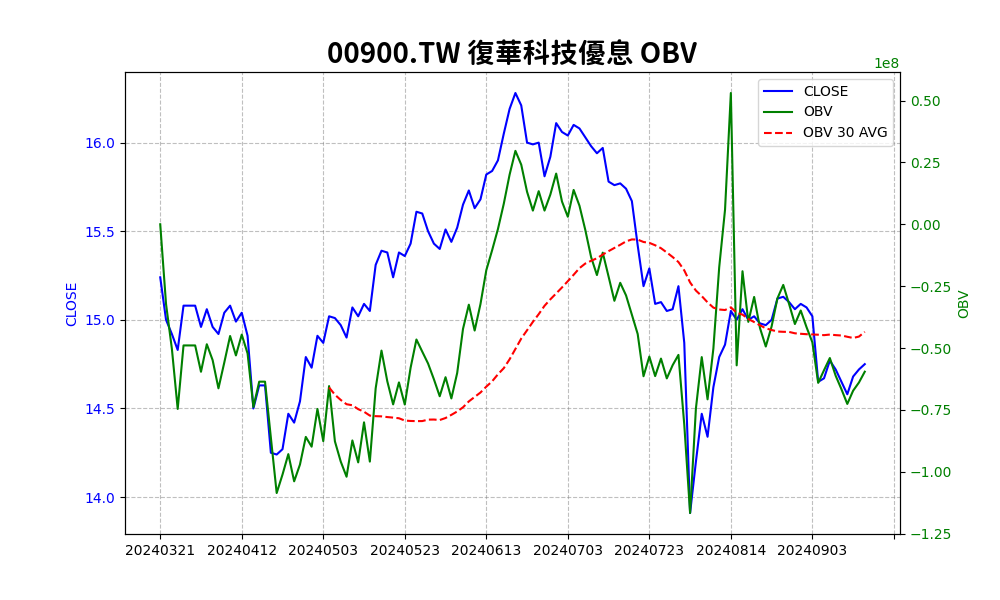 00900.TW 復華科技優息 OBV
1e8
CLOSE
OBV
OBV 30 AVG
16.0
15.5
15.0
14.5
14.0
CLOSE
0.50
0.25
0.00
−0.25
−0.50
−0.75
−1.00
−1.25
OBV
20240321 20240412 20240503 20240523 20240613 20240703 20240723 20240814 20240903